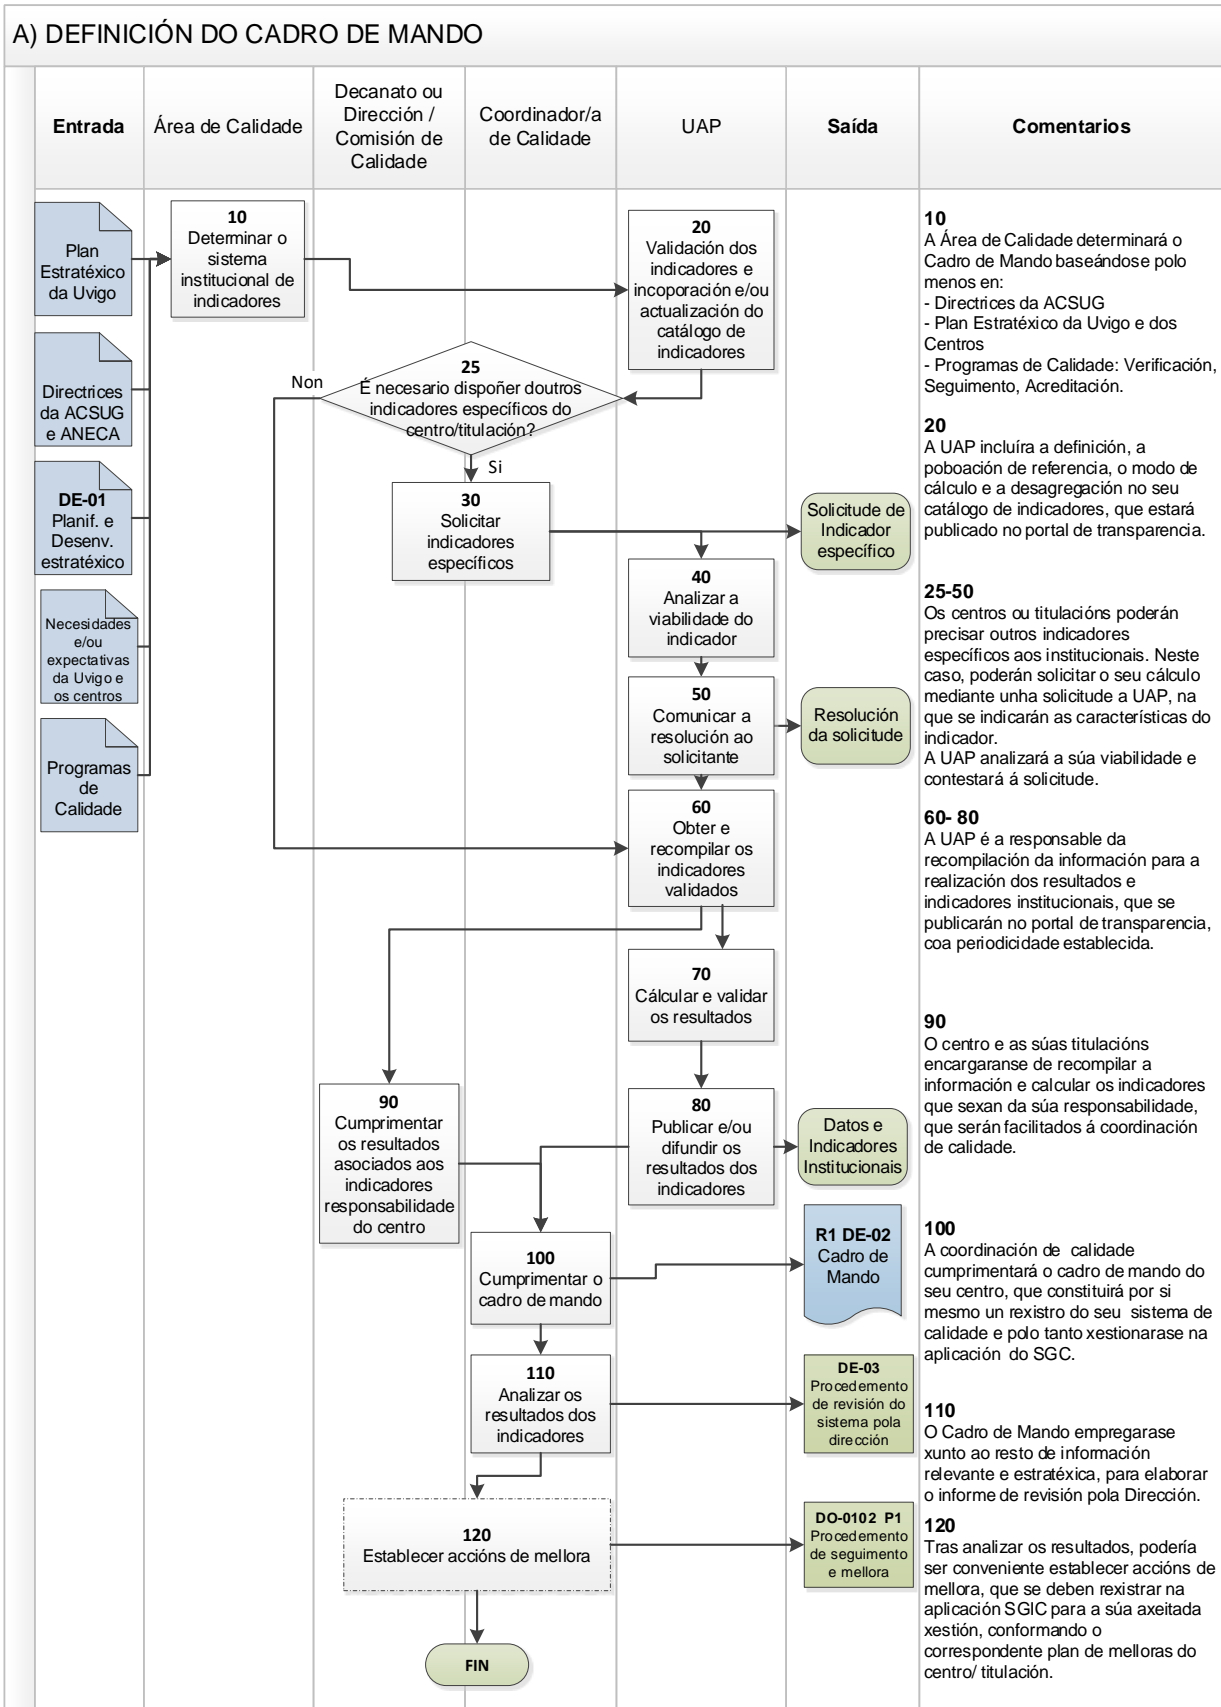 A) DEFINICIÓN DO CADRO DE MANDO
Entrada
Área de Calidade
Decanato ou
Dirección /
Comisión de
Calidade
Coordinador/a
de Calidade
UAP
Saída
Comentarios
Plan
Estratéxico
da Uvigo
Directrices
da ACSUG
e ANECA
DE-01
Planif. e
Desenv.
estratéxico
Necesidades
e/ou
expectativas
da Uvigo e
os centros
Programas
de
Calidade
10
Determinar o
sistema
institucional de
indicadores
20
Validación dos
indicadores e
incoporación e/ou
actualización do
catálogo de
indicadores
25
É necesario dispoñer doutros
indicadores específicos do
centro/titulación?
Non
Si
30
Solicitar
indicadores
específicos
Solicitude de
Indicador
específico
40
Analizar a
viabilidade do
indicador
50
Comunicar a
resolución ao
solicitante
Resolución
da solicitude
60
Obter e
recompilar os
indicadores
validados
70
Cálcular e validar
os resultados
80
Publicar e/ou
difundir os
resultados dos
indicadores
Datos e
Indicadores
Institucionais
90
Cumprimentar
os resultados
asociados aos
indicadores
responsabilidade
do centro
100
Cumprimentar o
cadro de mando
R1 DE-02
Cadro de
Mando
110
Analizar os
resultados dos
indicadores
DE-03
Procedemento
de revisión do
sistema pola
dirección
120
Establecer accións de mellora
DO-0102 P1
Procedemento
de seguimento
e mellora
FIN
10
A Área de Calidade determinará o
Cadro de Mando baseándose polo
menos en:
- Directrices da ACSUG
- Plan Estratéxico da Uvigo e dos
Centros
- Programas de Calidade: Verificación,
Seguimento, Acreditación.
20
A UAP incluíra a definición, a
poboación de referencia, o modo de
cálculo e a desagregación no seu
catálogo de indicadores, que estará
publicado no portal de transparencia.
25-50
Os centros ou titulacións poderán
precisar outros indicadores
específicos aos institucionais. Neste
caso, poderán solicitar o seu cálculo
mediante unha solicitude a UAP, na
que se indicarán as características do
indicador.
A UAP analizará a súa viabilidade e
contestará á solicitude.
60- 80
A UAP é a responsable da
recompilación da información para a
realización dos resultados e
indicadores institucionais, que se
publicarán no portal de transparencia,
coa periodicidade establecida.
90
O centro e as súas titulacións
encargaranse de recompilar a
información e calcular os indicadores
que sexan da súa responsabilidade,
que serán facilitados á coordinación
de calidade.
100
A coordinación de calidade
cumprimentará o cadro de mando do
seu centro, que constituirá por si
mesmo un rexistro do seu sistema de
calidade e polo tanto xestionarase na
aplicación do SGC.
110
O Cadro de Mando empregarase
xunto ao resto de información
relevante e estratéxica, para elaborar
o informe de revisión pola Dirección.
120
Tras analizar os resultados, podería
ser conveniente establecer accións de
mellora, que se deben rexistrar na
aplicación SGIC para a súa axeitada
xestión, conformando o
correspondente plan de melloras do
centro/ titulación.